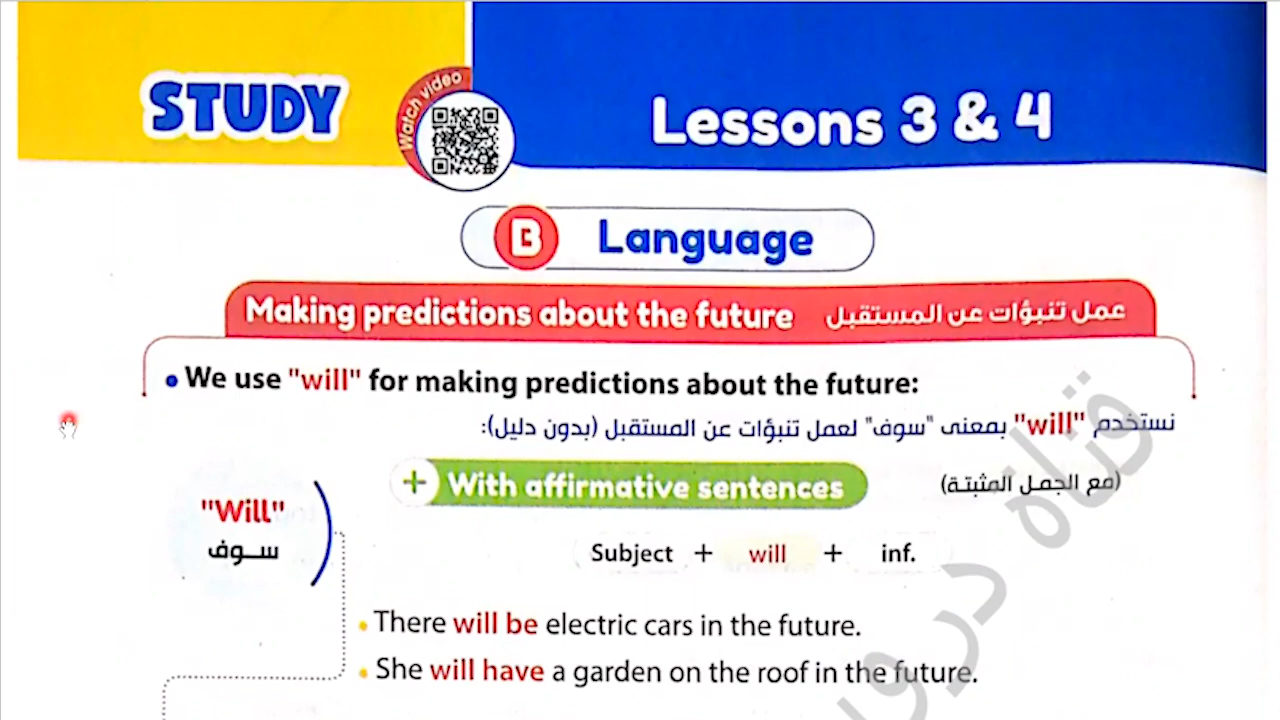 STUDY
Watch video
Lessons 3 & 4
B Language
Making predictions about the future عمل تنبؤات عن المستقبل
• We use "will" for making predictions about the future:
نستخدم "will" بمعنى "سوف" لعمل تنبؤات عن المستقبل (بدون دليل):
+ With affirmative sentences (مع الجمل المثبتة)
"Will"
سوف
Subject + will + inf.
• There will be electric cars in the future.
• She will have a garden on the roof in the future.
قناه